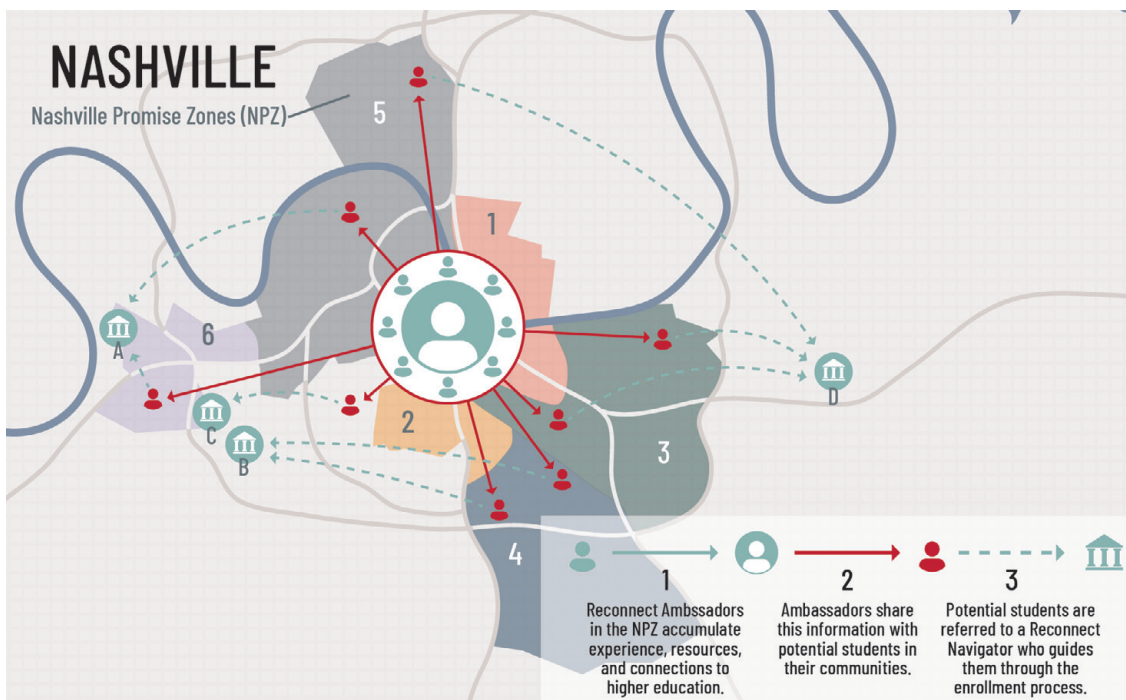 NASHVILLE
Nashville Promise Zones (NPZ)
5
1
6
A
C
B
2
D
3
4
1
Reconnect Ambssadors
in the NPZ accumulate
experience, resources,
and connections to
higher education.
2
Ambassadors share
this information with
potential students in
their communities.
3
Potential students are
referred to a Reconnect
Navigator who guides
them through the
enrollment process.